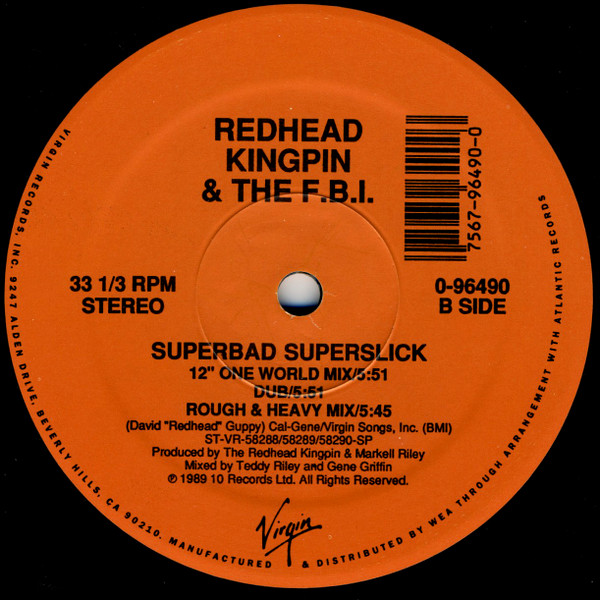 REDHEAD
KINGPIN
& THE F.B.I.
7567-96490-0
33 1/3 RPM
STEREO
0-96490
B SIDE
SUPERBAD SUPERSLICK
12" ONE WORLD MIX/5:51
DUB/5:51
ROUGH & HEAVY MIX/5:45
(David "Redhead" Guppy) Cal-Gene/Virgin Songs, Inc. (BMI)
ST-VR-58288/58289/58290-SP
Produced by The Redhead Kingpin & Markell Riley
Mixed by Teddy Riley and Gene Griffin
℗ 1989 10 Records Ltd. All Rights Reserved.
Virgin
VIRGIN RECORDS, INC. 9247 ALDEN DRIVE, BEVERLY HILLS, CA 90210. MANUFACTURED & DISTRIBUTED BY WEA THROUGH ARRANGEMENT WITH ATLANTIC RECORDS